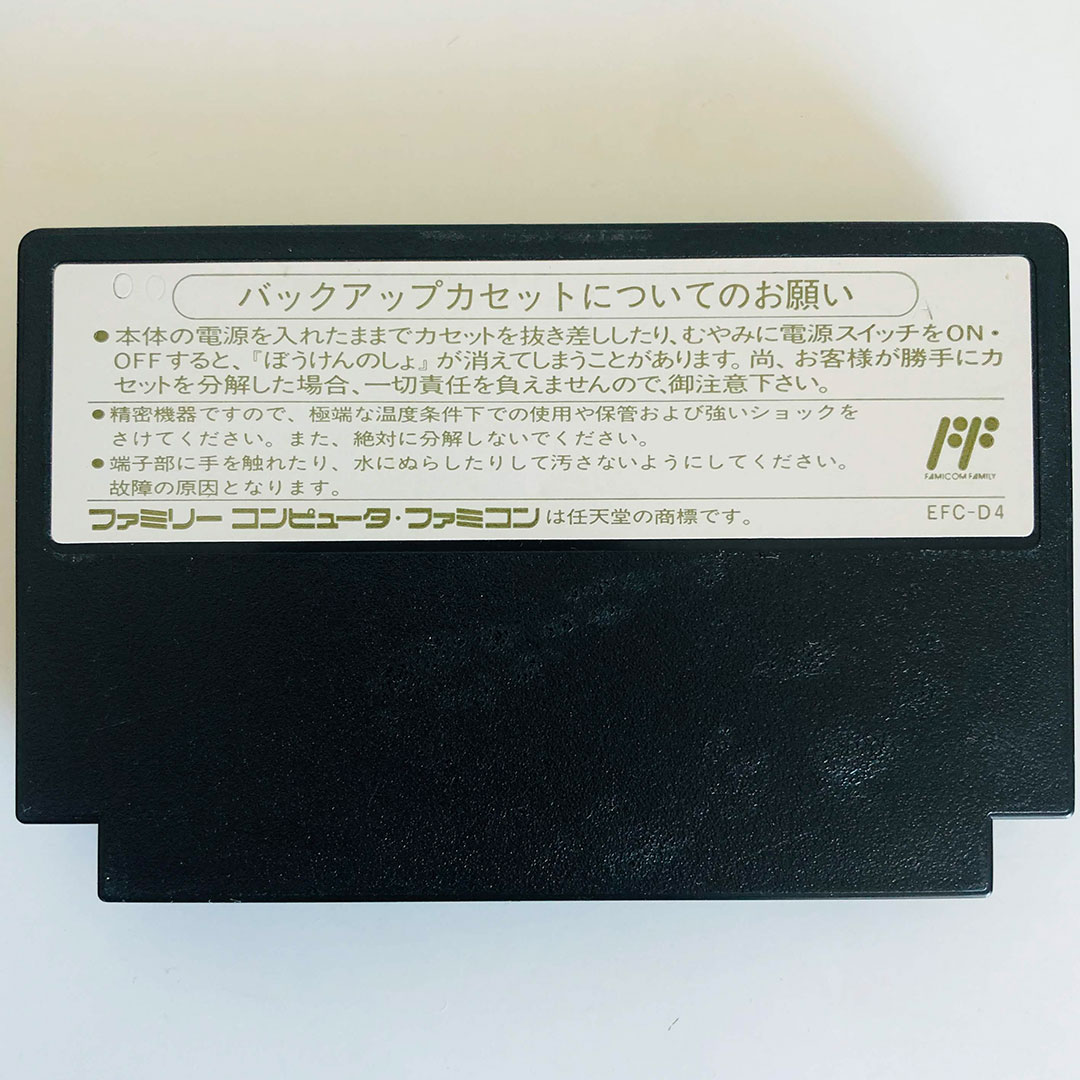 バックアップカセットについてのお願い
●本体の電源を入れたままでカセットを抜き差ししたり、むやみに電源スイッチをON・
OFFすると、『ぼうけんのしょ』が消えてしまうことがあります。尚、お客様が勝手にカ
セットを分解した場合、一切責任を負えませんので、御注意下さい。
●精密機器ですので、極端な温度条件下での使用や保管および強いショックを
さけてください。また、絶対に分解しないでください。
●端子部に手を触れたり、水にぬらしたりして汚さないようにしてください。
故障の原因となります。
FAMICOM FAMILY
ファミリーコンピュータ・ファミコンは任天堂の商標です。
EFC-D4